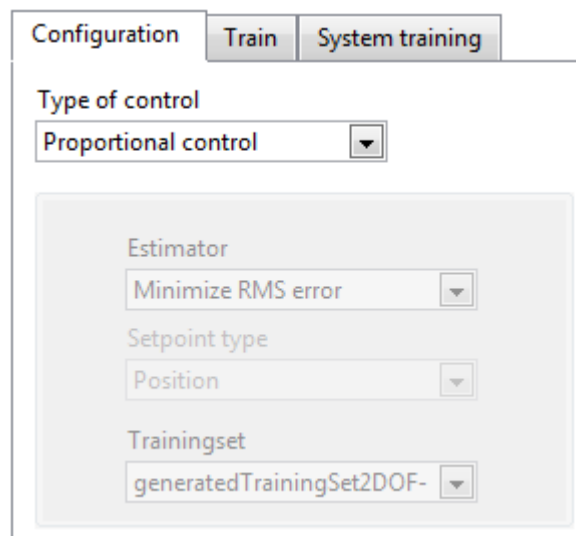 Configuration Train System training
Type of control
Proportional control
Estimator
Minimize RMS error
Setpoint type
Position
Trainingset
generatedTrainingSet2DOF-